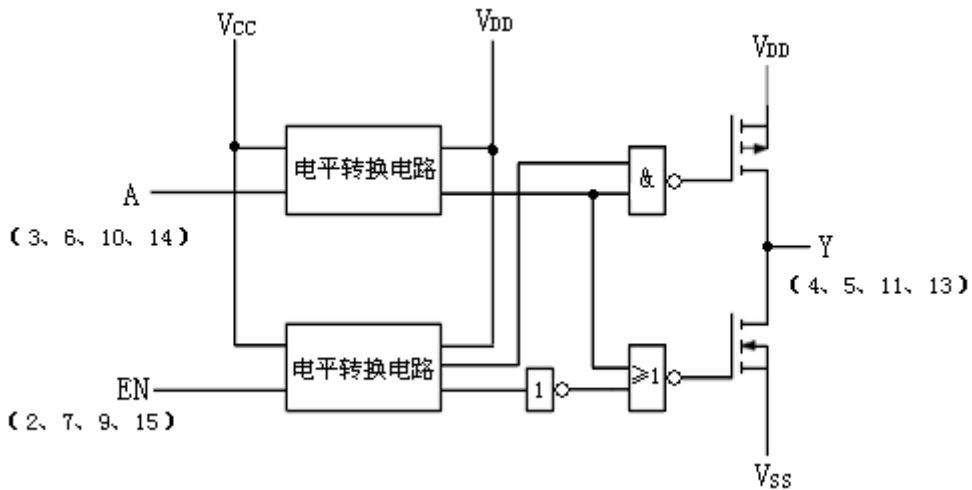 VCC
VDD
VDD
电平转换电路
&
A
(3、6、10、14)
Y
(4、5、11、13)
电平转换电路
≥1
1
EN
(2、7、9、15)
VSS